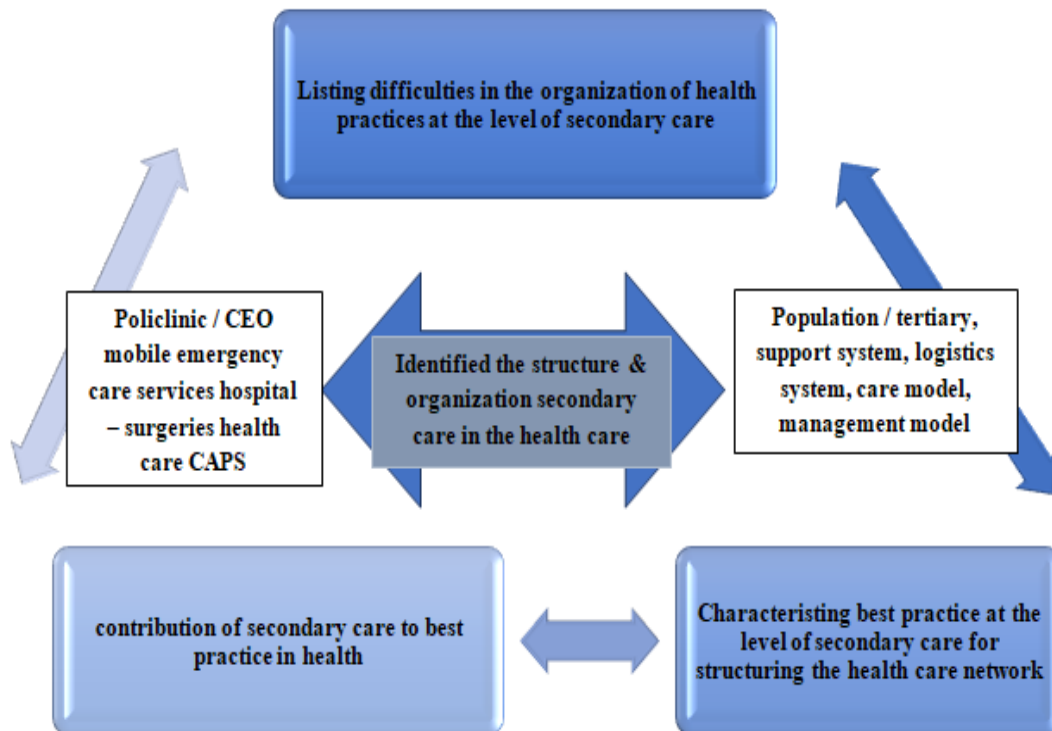 Listing difficulties in the organization of health
practices at the level of secondary care
Policlinic / CEO
mobile emergency
care services hospital
– surgeries health
care CAPS
Identified the structure &
organization secondary
care in the health care
Population / tertiary,
support system, logistics
system, care model,
management model
contribution of secondary care to best
practice in health
Characteristing best practice at the
level of secondary care for
structuring the health care network